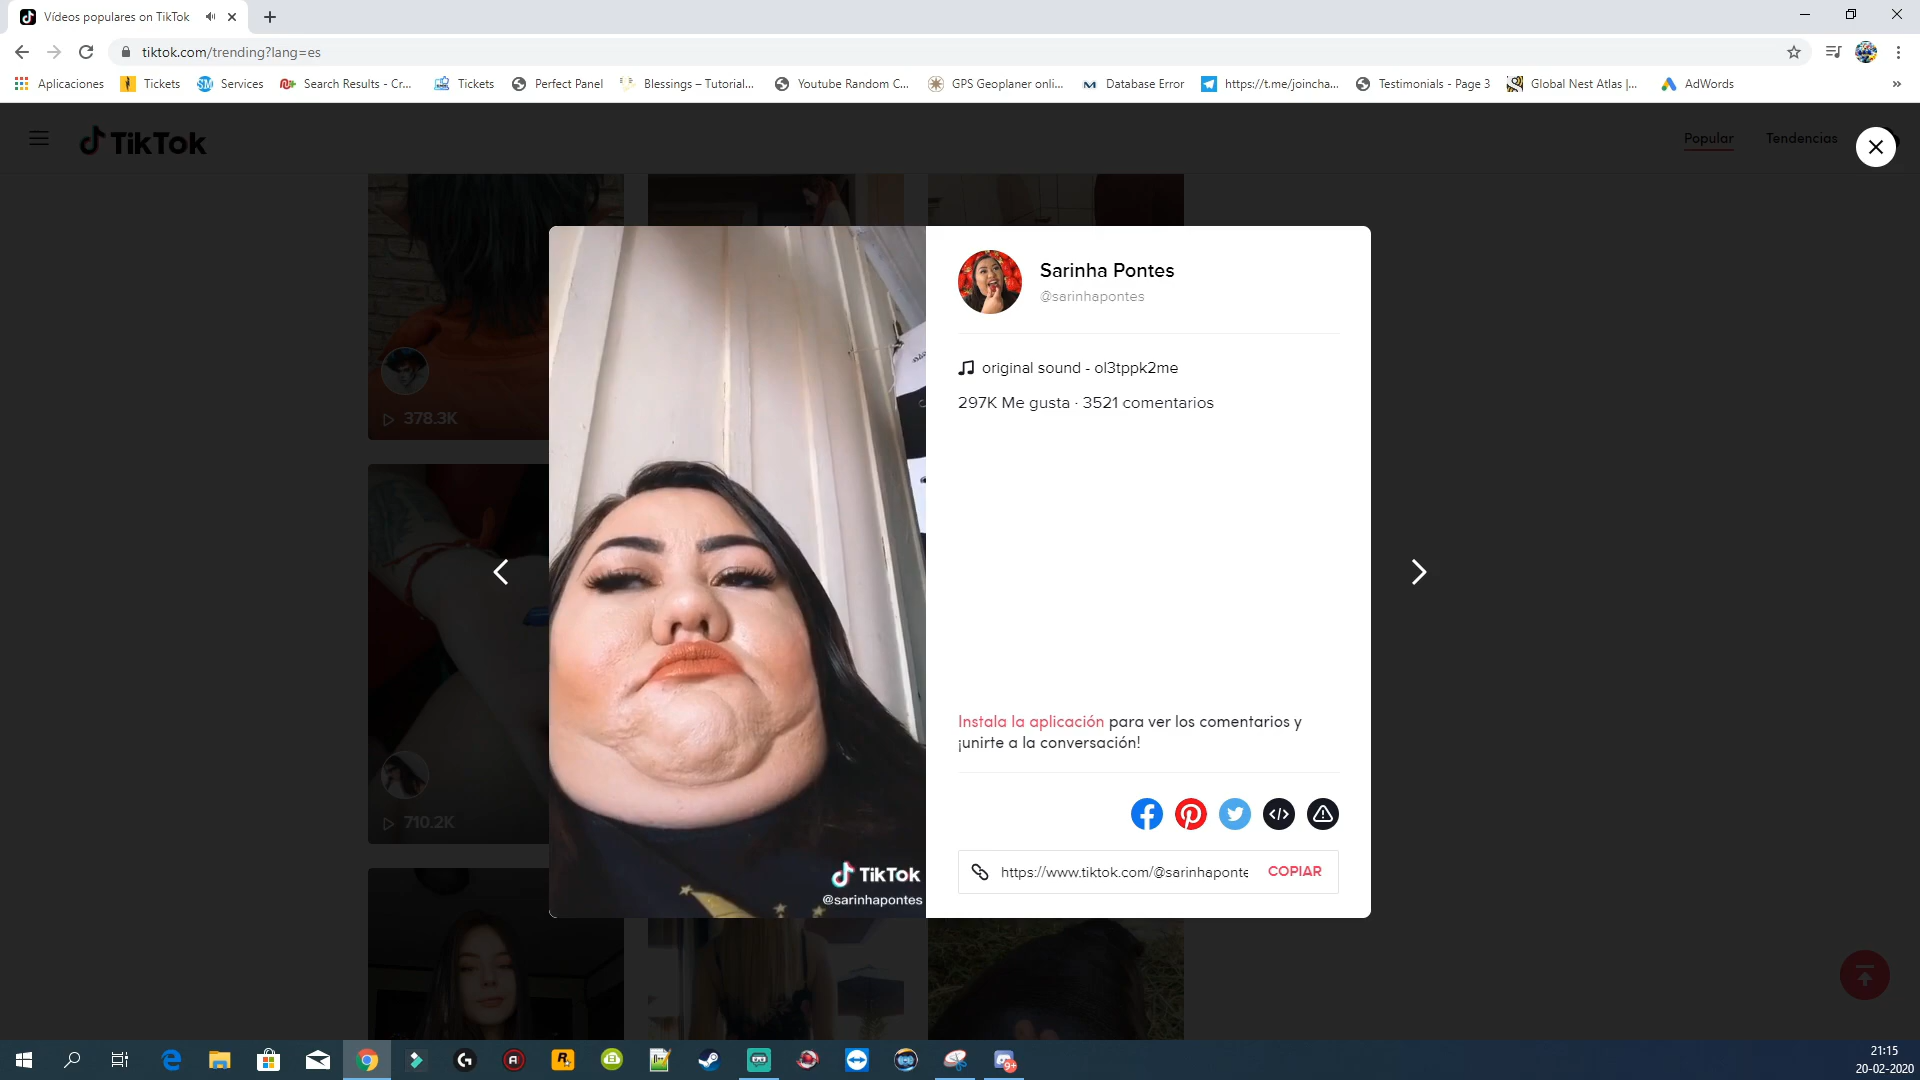 Vídeos populares on TikTok
tiktok.com/trending?lang=es
Aplicaciones
Tickets
Services
Search Results - Cr...
Tickets
Perfect Panel
Blessings – Tutorial...
Youtube Random C...
GPS Geoplaner onli...
Database Error
https://t.me/joincha...
Testimonials - Page 3
Global Nest Atlas |...
AdWords
TikTok
Popular
Tendencias
Sarinha Pontes
@sarinhapontes
original sound - ol3tppk2me
297K Me gusta · 3521 comentarios
378.3K
710.2K
Instala la aplicación para ver los comentarios y
¡unirte a la conversación!
https://www.tiktok.com/@sarinhaponte
COPIAR
TikTok
@sarinhapontes
21:15
20-02-2020